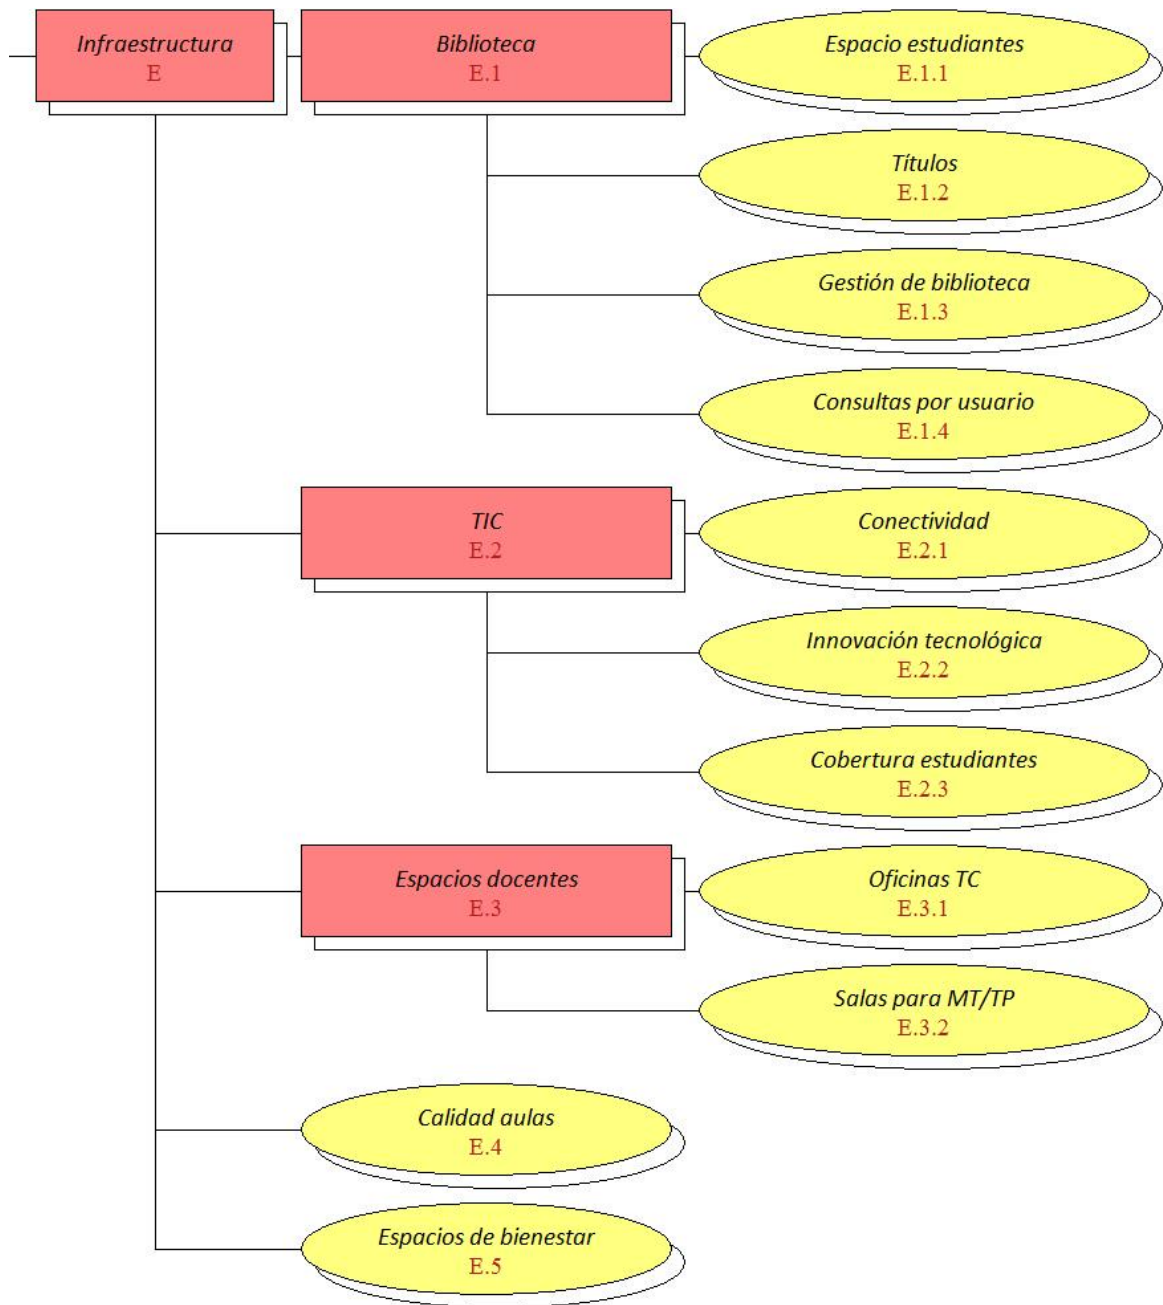 Infraestructura
E
Biblioteca
E.1
Espacio estudiantes
E.1.1
Títulos
E.1.2
Gestión de biblioteca
E.1.3
Consultas por usuario
E.1.4
TIC
E.2
Conectividad
E.2.1
Innovación tecnológica
E.2.2
Cobertura estudiantes
E.2.3
Espacios docentes
E.3
Oficinas TC
E.3.1
Salas para MT/TP
E.3.2
Calidad aulas
E.4
Espacios de bienestar
E.5